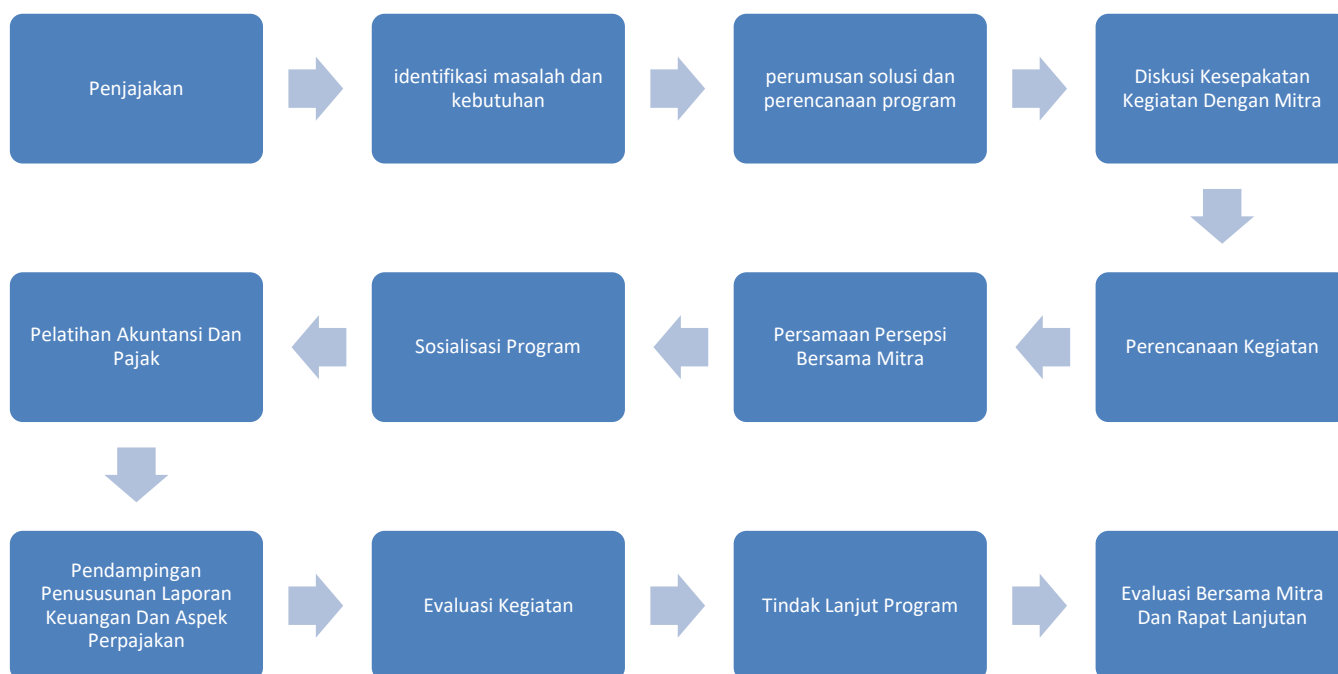 Penjajakan
identifikasi masalah dan
kebutuhan
perumusan solusi dan
perencanaan program
Diskusi Kesepakatan
Kegiatan Dengan Mitra
Perencanaan Kegiatan
Persamaan Persepsi
Bersama Mitra
Sosialisasi Program
Pelatihan Akuntansi Dan
Pajak
Pendampingan
Penususunan Laporan
Keuangan Dan Aspek
Perpajakan
Evaluasi Kegiatan
Tindak Lanjut Program
Evaluasi Bersama Mitra
Dan Rapat Lanjutan